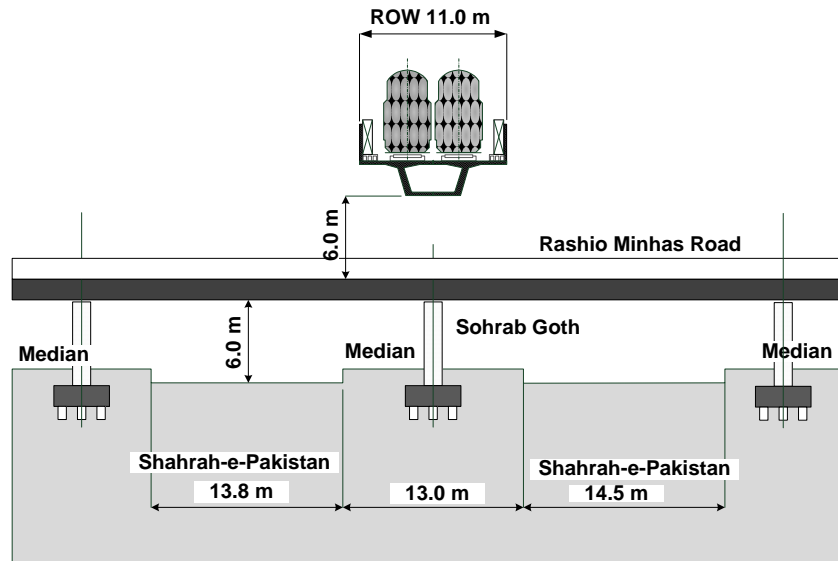 ROW 11.0 m
6.0 m
Rashio Minhas Road
6.0 m
Sohrab Goth
Median
Median
Median
Shahrah-e-Pakistan
13.8 m
13.0 m
Shahrah-e-Pakistan
14.5 m